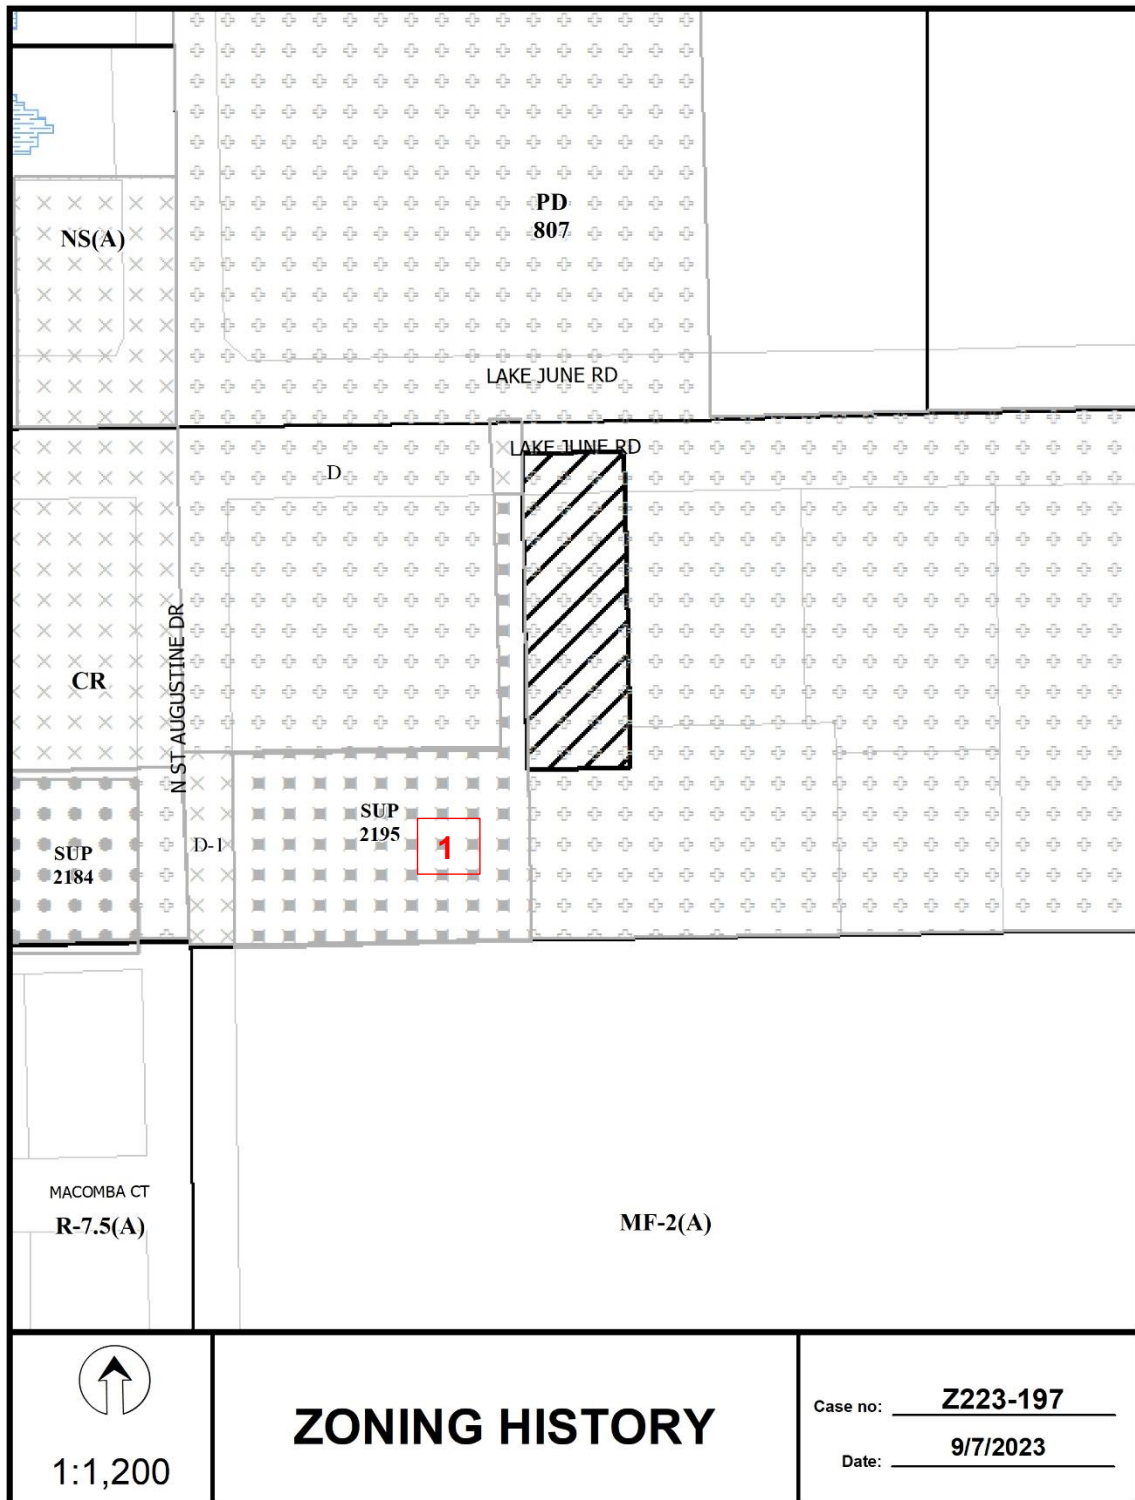 PD
807
NS(A)
LAKE JUNE RD
LAKE JUNE RD
D
N ST AUGUSTINE DR
CR
SUP
2195
1
D-1
SUP
2184
MACOMBA CT
R-7.5(A)
MF-2(A)
1:1,200
ZONING HISTORY
Case no: Z223-197
Date: 9/7/2023